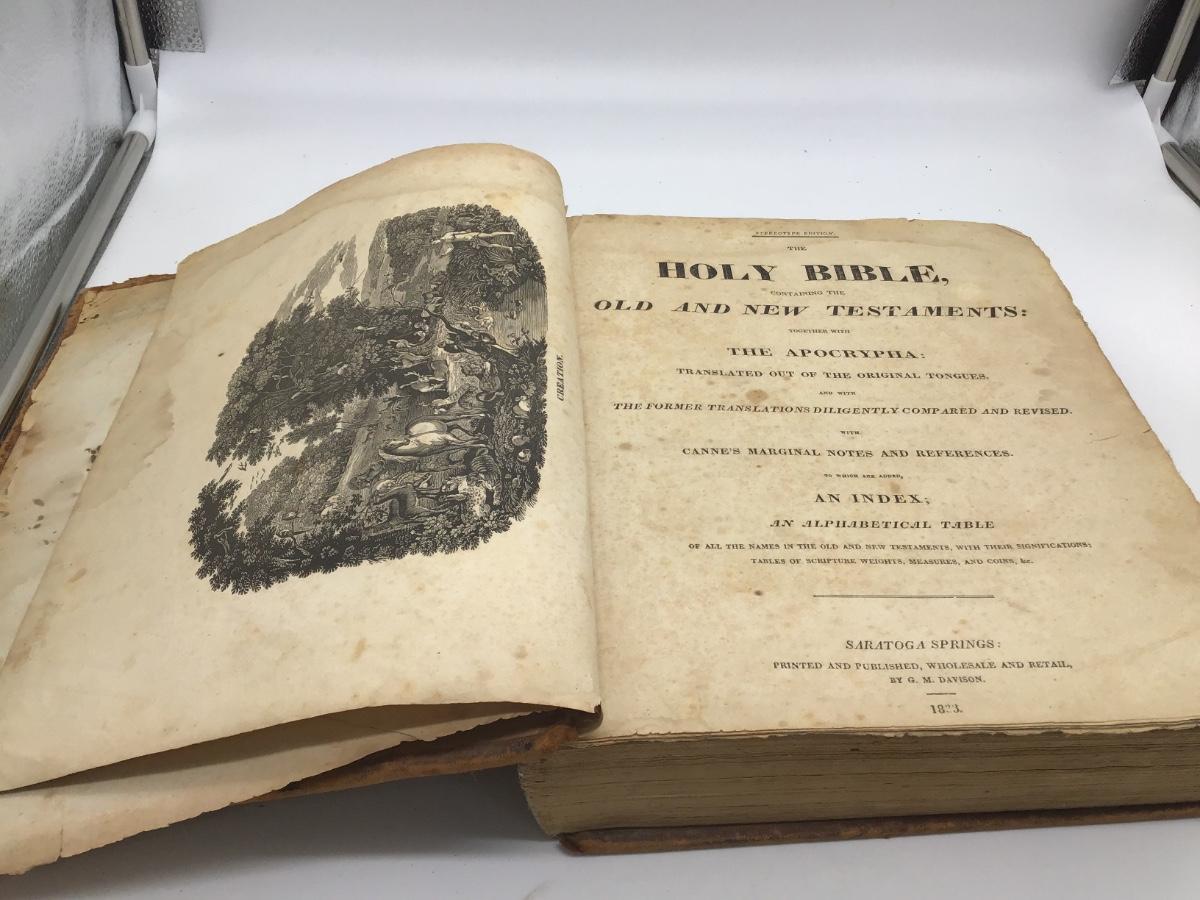 CREATION.
STEREOTYPE EDITION.
THE
HOLY BIBLE,
CONTAINING THE
OLD AND NEW TESTAMENTS:
TOGETHER WITH
THE APOCRYPHA:
TRANSLATED OUT OF THE ORIGINAL TONGUES,
AND WITH
THE FORMER TRANSLATIONS DILIGENTLY COMPARED AND REVISED.
WITH
CANNE'S MARGINAL NOTES AND REFERENCES.
TO WHICH ARE ADDED,
AN INDEX;
AN ALPHABETICAL TABLE
OF ALL THE NAMES IN THE OLD AND NEW TESTAMENTS, WITH THEIR SIGNIFICATIONS;
TABLES OF SCRIPTURE WEIGHTS, MEASURES, AND COINS, &c.
SARATOGA SPRINGS:
PRINTED AND PUBLISHED, WHOLESALE AND RETAIL,
BY G. M. DAVISON.